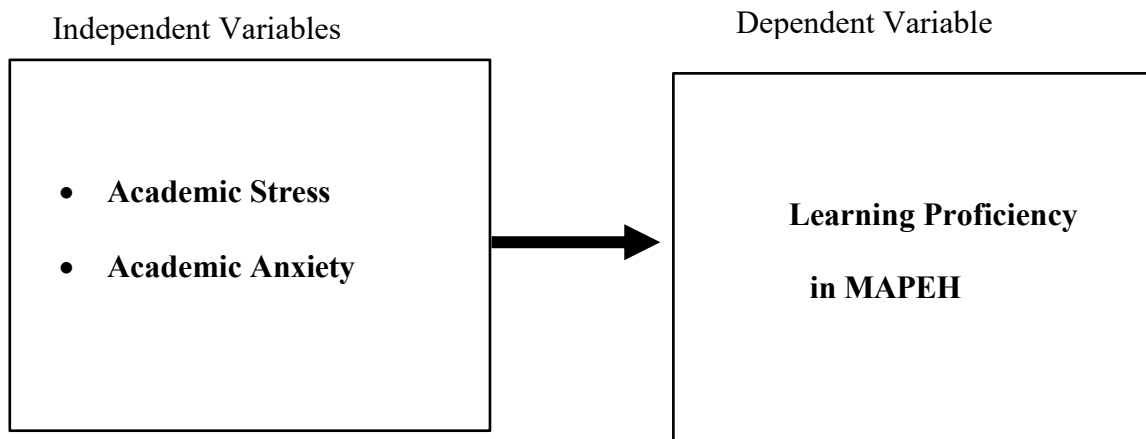 Independent Variables
Dependent Variable
• Academic Stress
• Academic Anxiety
Learning Proficiency
in MAPEH